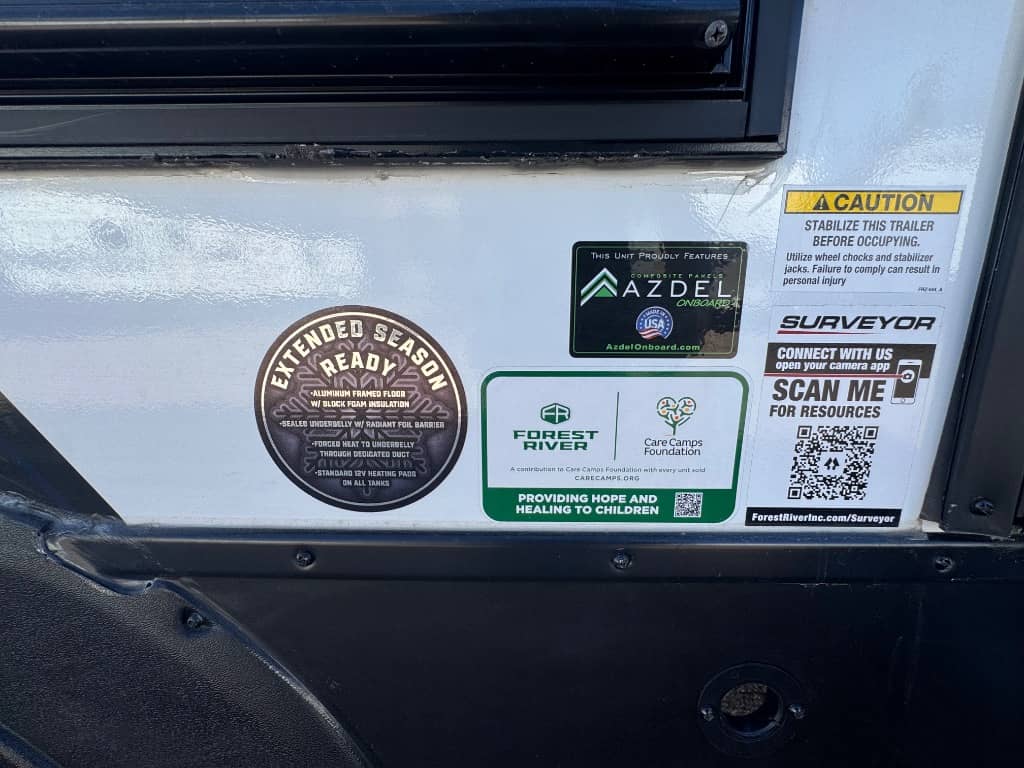 EXTENDED SEASON
READY
•ALUMINUM FRAMED FLOOR
W/ BLOCK FOAM INSULATION
•SEALED UNDERBELLY W/ RADIANT FOIL BARRIER
•FORCED HEAT TO UNDERBELLY
THROUGH DEDICATED DUCT
•STANDARD 12V HEATING PADS
ON ALL TANKS
THIS UNIT PROUDLY FEATURES
COMPOSITE PANELS
AZDEL
ONBOARD
MADE IN
USA
AzdelOnboard.com
FR
FOREST
RIVER
Care Camps
Foundation
A contribution to Care Camps Foundation with every unit sold
CARECAMPS.ORG
PROVIDING HOPE AND
HEALING TO CHILDREN
CAUTION
STABILIZE THIS TRAILER
BEFORE OCCUPYING.
Utilize wheel chocks and stabilizer
jacks. Failure to comply can result in
personal injury
SURVEYOR
CONNECT WITH US
open your camera app
SCAN ME
FOR RESOURCES
ForestRiverInc.com/Surveyor